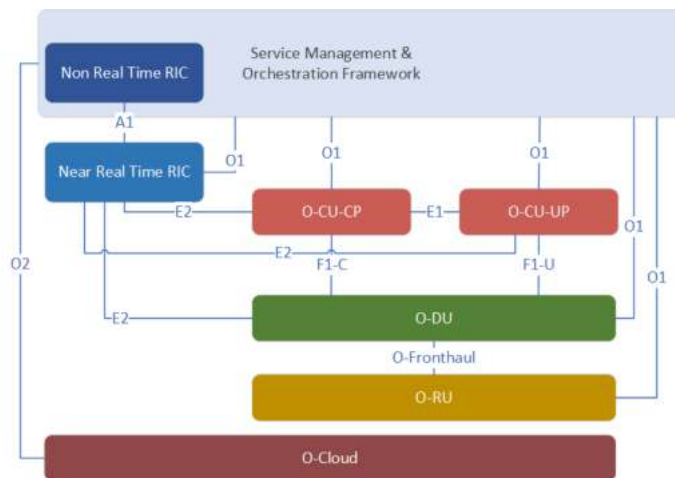 Service Management &
Orchestration Framework
Non Real Time RIC
A1
O1
O1
O1
Near Real Time RIC
E2
O-CU-CP
E1
O-CU-UP
O1
E2
O2
F1-C
F1-U
O1
E2
O-DU
O-Fronthaul
O-RU
O-Cloud